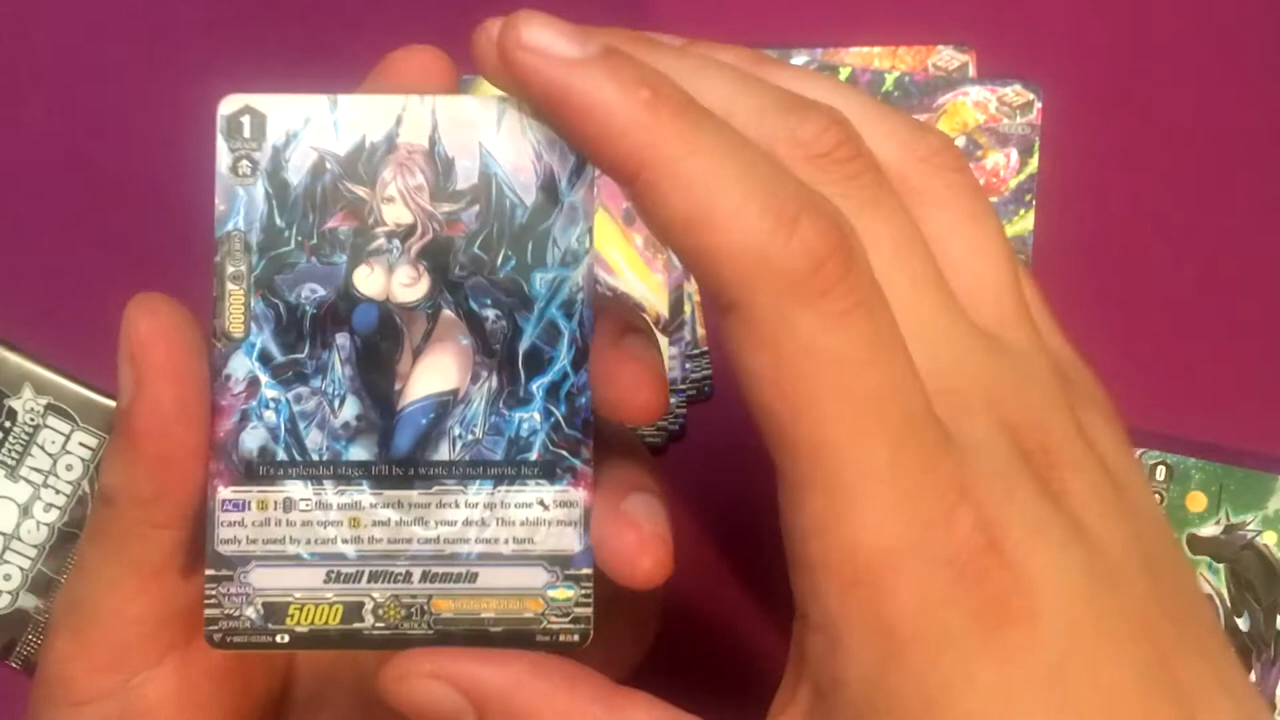 1
GRADE
10000
It's a splendid stage. It'll be a waste to not invite her.
ACT [ ] : [ this unit], search your deck for up to one 5000
card, call it to an open , and shuffle your deck. This ability may
only be used by a card with the same card name once a turn.
Skull Witch, Nemain
NORMAL
UNIT
POWER 5000 1 CRITICAL
Shadow Paladin
Elf
Collection
0